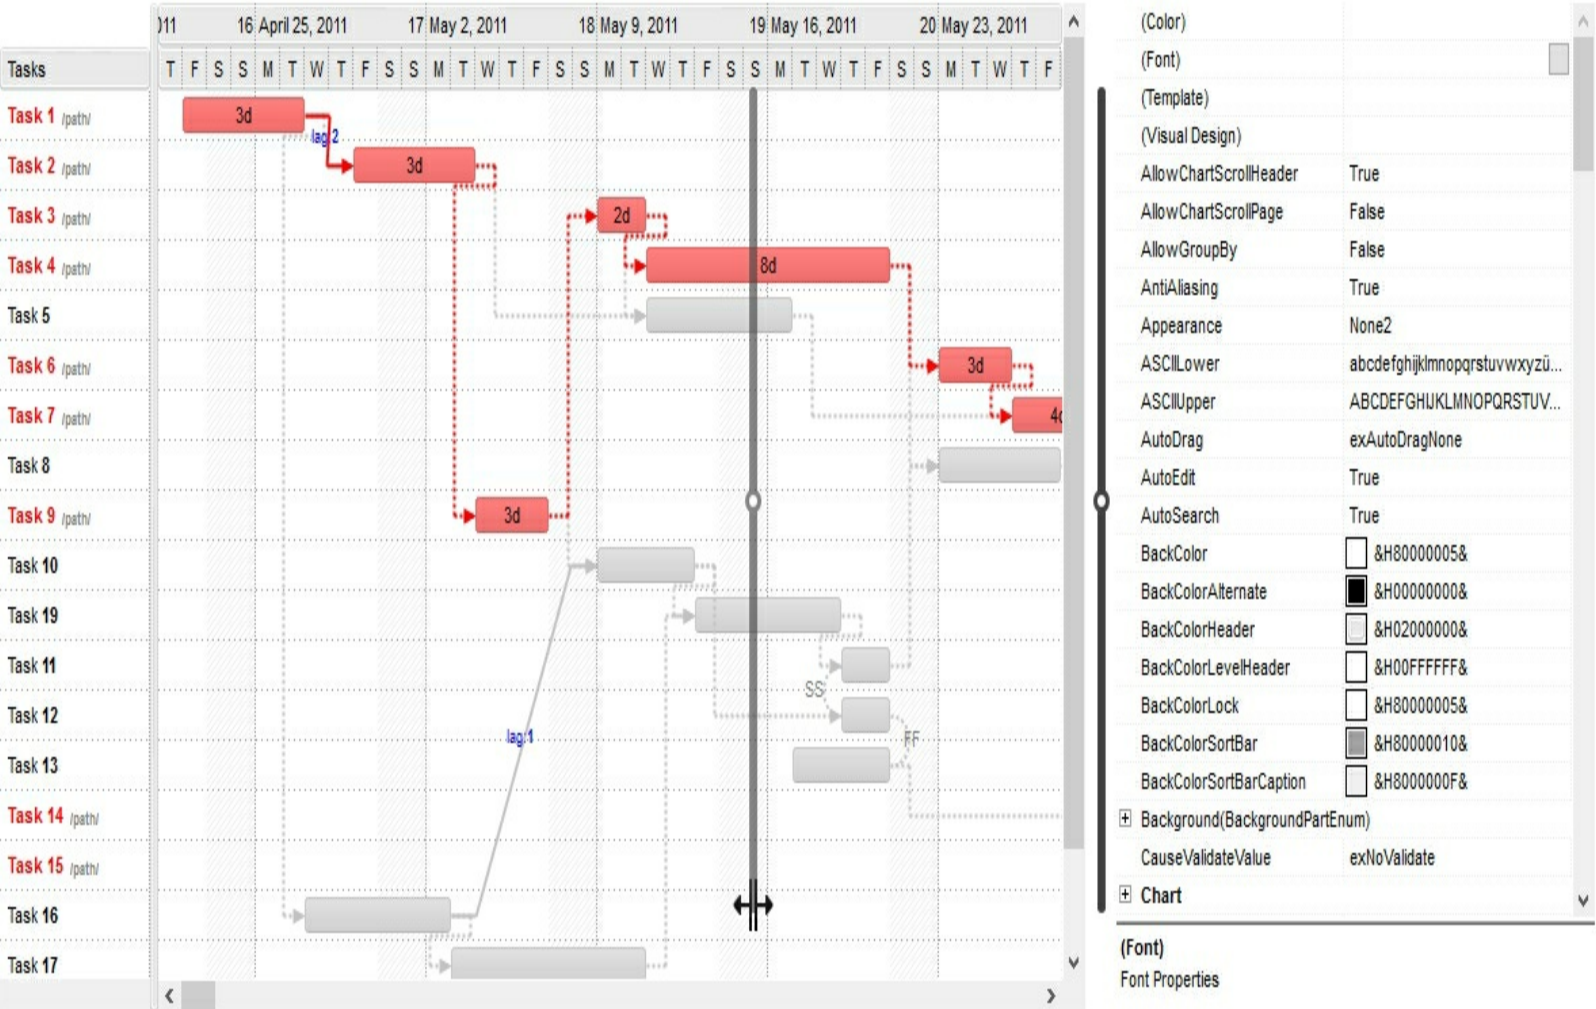 011 16 April 25, 2011 17 May 2, 2011 18 May 9, 2011 19 May 16, 2011 20 May 23, 2011
Tasks T F S S M T W T F S S M T W T F S S M T W T F S S M T W T F S S M T W T F
Task 1 /path/ 3d
lag:2
Task 2 /path/ 3d
Task 3 /path/ 2d
Task 4 /path/ 8d
Task 5
Task 6 /path/ 3d
Task 7 /path/ 4d
Task 8
Task 9 /path/ 3d
Task 10
Task 19
Task 11
SS
Task 12
lag:1 FF
Task 13
Task 14 /path/
Task 15 /path/
Task 16
Task 17
(Color)
(Font)
(Template)
(Visual Design)
AllowChartScrollHeader True
AllowChartScrollPage False
AllowGroupBy False
AntiAliasing True
Appearance None2
ASCIILower abcdefghijklmnopqrstuvwxyzü...
ASCIIUpper ABCDEFGHIJKLMNOPQRSTUV...
AutoDrag exAutoDragNone
AutoEdit True
AutoSearch True
BackColor &H80000005&
BackColorAlternate &H00000000&
BackColorHeader &H02000000&
BackColorLevelHeader &H00FFFFFF&
BackColorLock &H80000005&
BackColorSortBar &H80000010&
BackColorSortBarCaption &H8000000F&
Background(BackgroundPartEnum)
CauseValidateValue exNoValidate
Chart
(Font)
Font Properties